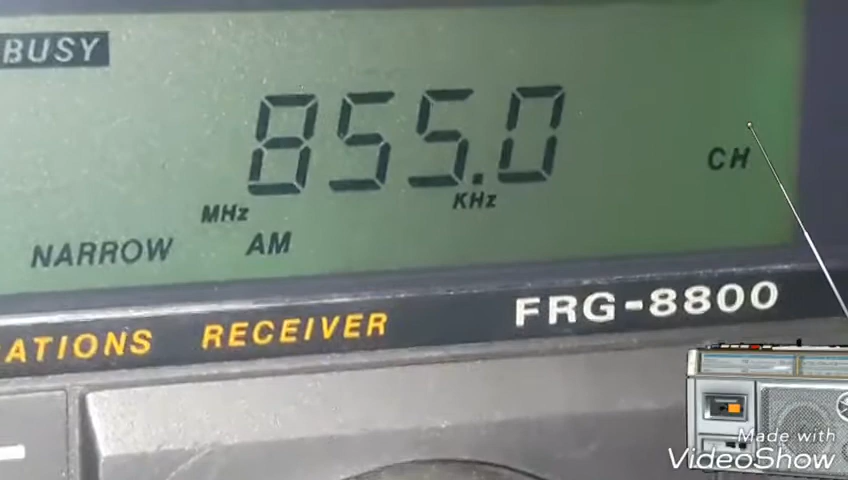 BUSY
855.0
MHz
KHz
CH
NARROW
AM
ATIONS RECEIVER
FRG-8800
Made with
VideoShow